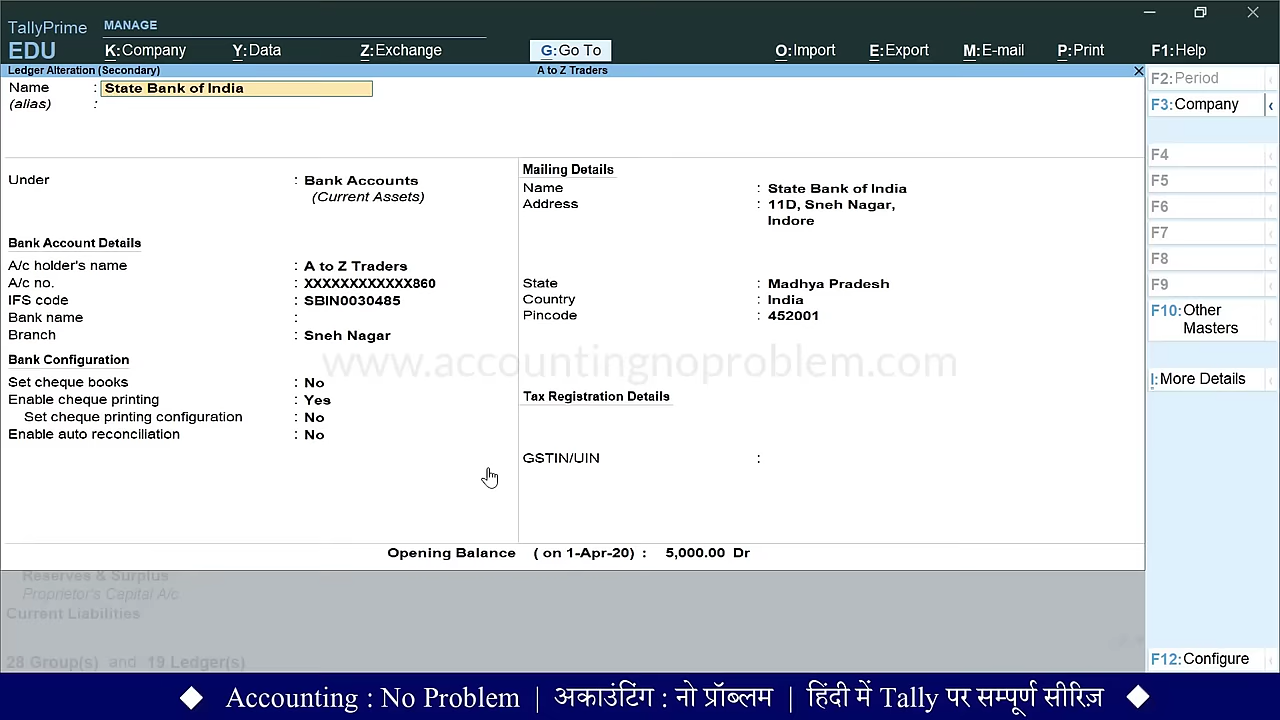 TallyPrime
EDU
MANAGE
K:Company Y:Data Z:Exchange G:Go To O:Import E:Export M:E-mail P:Print F1:Help
Ledger Alteration (Secondary) A to Z Traders
Name : State Bank of India
(alias) :
Under : Bank Accounts
(Current Assets)
Bank Account Details
A/c holder's name : A to Z Traders
A/c no. : XXXXXXXXXXXX860
IFS code : SBIN0030485
Bank name :
Branch : Sneh Nagar
Bank Configuration
Set cheque books : No
Enable cheque printing : Yes
Set cheque printing configuration : No
Enable auto reconciliation : No
Mailing Details
Name : State Bank of India
Address : 11D, Sneh Nagar,
Indore
State : Madhya Pradesh
Country : India
Pincode : 452001
www.accountingnoproblem.com
Tax Registration Details
GSTIN/UIN :
Opening Balance ( on 1-Apr-20) : 5,000.00 Dr
Reserves & Surplus
Proprietor's Capital A/c
Current Liabilities
28 Group(s) and 19 Ledger(s)
F2:Period
F3:Company
F4
F5
F6
F7
F8
F9
F10:Other
Masters
I:More Details
F12:Configure
Accounting : No Problem | अकाउंटिंग : नो प्रॉब्लम | हिंदी में Tally पर सम्पूर्ण सीरिज़